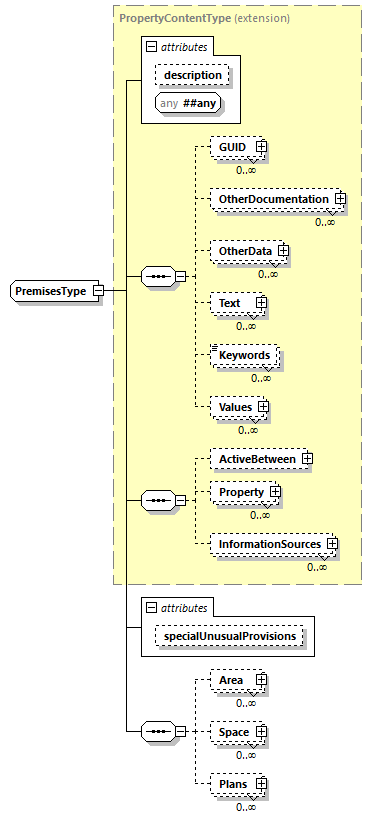 PropertyContentType (extension)
attributes
description
any ##any
GUID
0..∞
OtherDocumentation
0..∞
OtherData
0..∞
PremisesType
Text
0..∞
Keywords
0..∞
Values
0..∞
ActiveBetween
Property
0..∞
InformationSources
0..∞
attributes
specialUnusualProvisions
Area
0..∞
Space
0..∞
Plans
0..∞